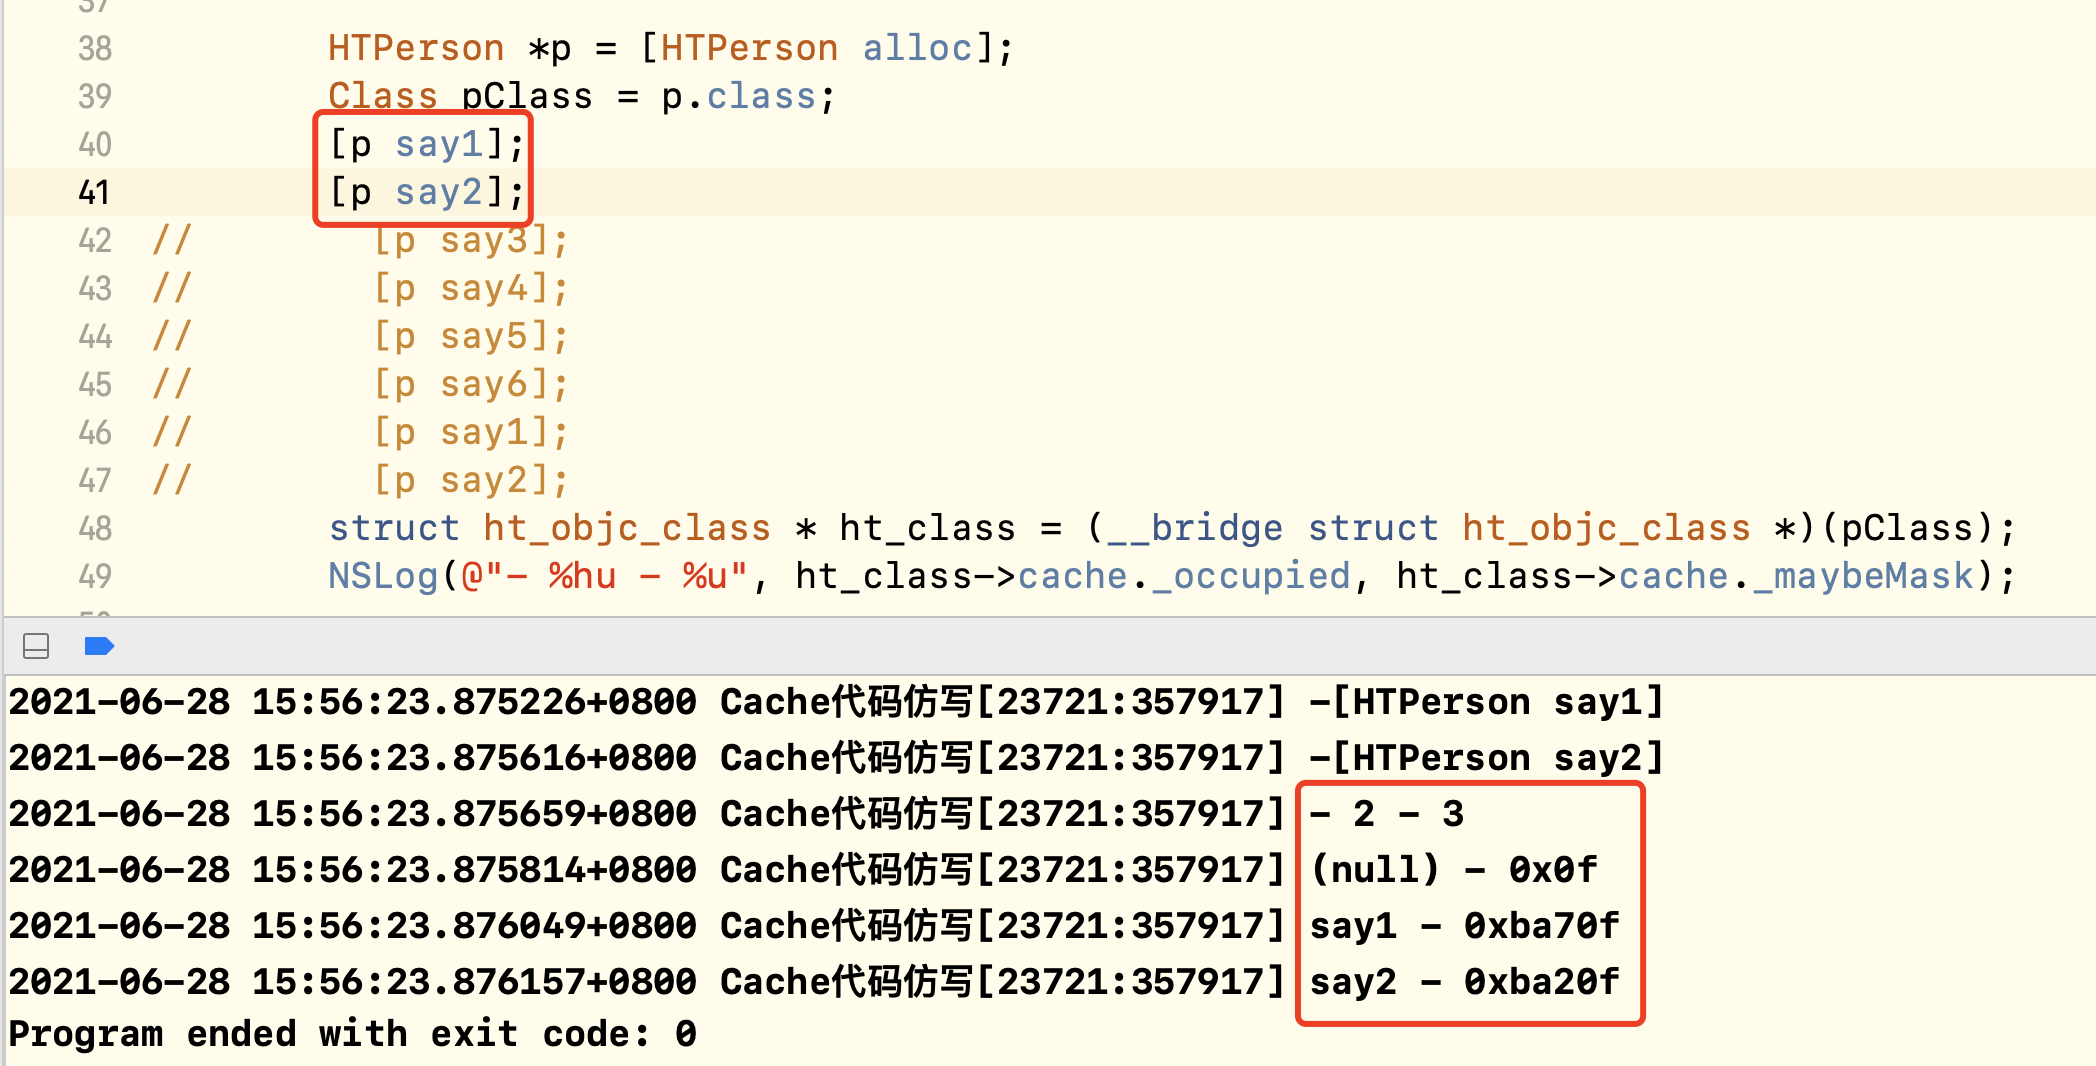 37
38 HTPerson *p = [HTPerson alloc];
39 Class pClass = p.class;
40 [p say1];
41 [p say2];
42 // [p say3];
43 // [p say4];
44 // [p say5];
45 // [p say6];
46 // [p say1];
47 // [p say2];
48 struct ht_objc_class * ht_class = (__bridge struct ht_objc_class *)(pClass);
49 NSLog(@"- %hu - %u", ht_class->cache._occupied, ht_class->cache._maybeMask);
2021-06-28 15:56:23.875226+0800 Cache代码仿写[23721:357917] -[HTPerson say1]
2021-06-28 15:56:23.875616+0800 Cache代码仿写[23721:357917] -[HTPerson say2]
2021-06-28 15:56:23.875659+0800 Cache代码仿写[23721:357917] - 2 - 3
2021-06-28 15:56:23.875814+0800 Cache代码仿写[23721:357917] (null) - 0x0f
2021-06-28 15:56:23.876049+0800 Cache代码仿写[23721:357917] say1 - 0xba70f
2021-06-28 15:56:23.876157+0800 Cache代码仿写[23721:357917] say2 - 0xba20f
Program ended with exit code: 0